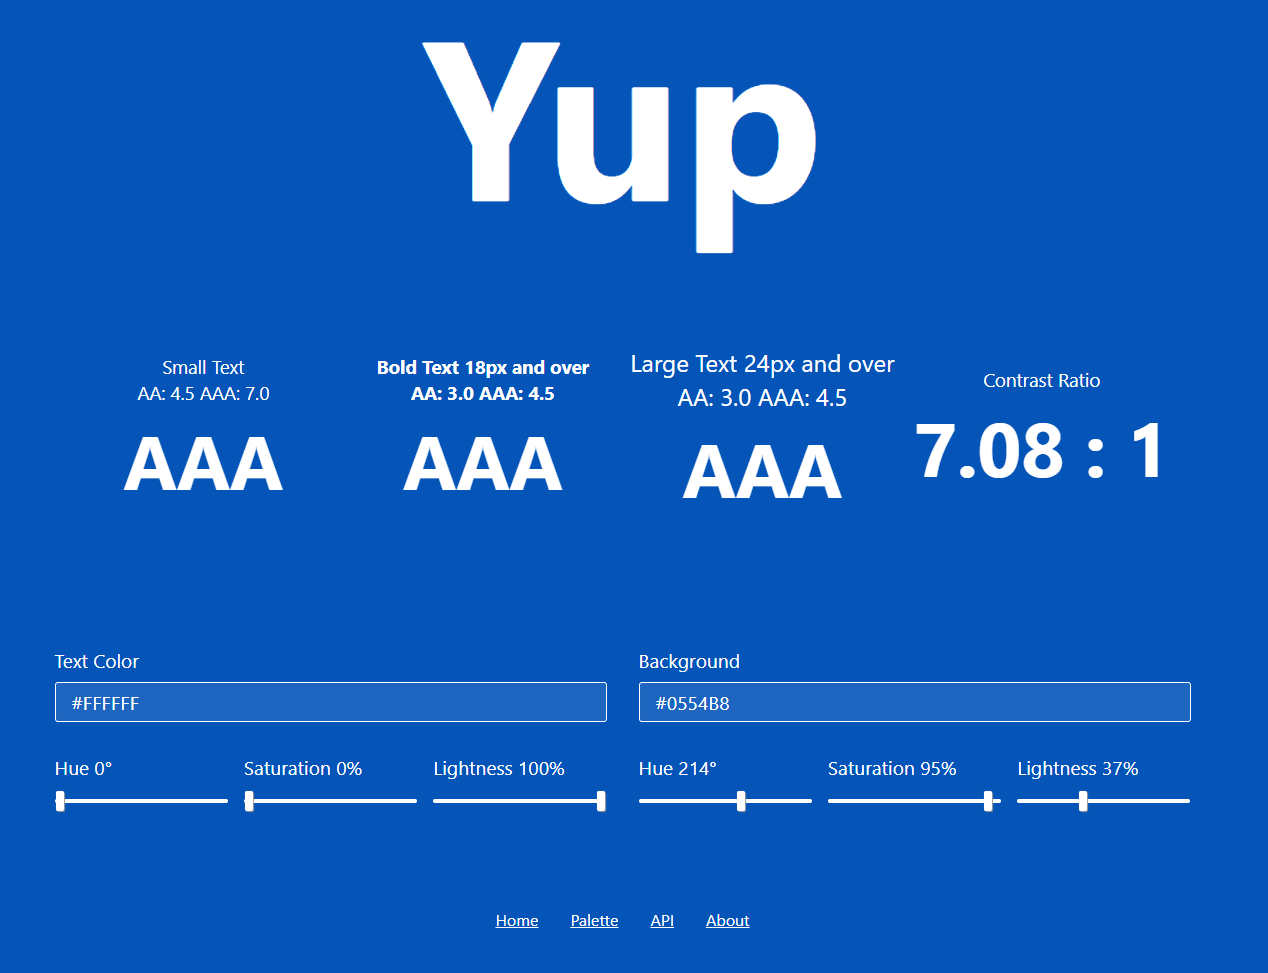 Yup
Small Text
AA: 4.5 AAA: 7.0
AAA
Bold Text 18px and over
AA: 3.0 AAA: 4.5
AAA
Large Text 24px and over
AA: 3.0 AAA: 4.5
AAA
Contrast Ratio
7.08 : 1
Text Color
#FFFFFF
Hue 0°
Saturation 0%
Lightness 100%
Background
#0554B8
Hue 214°
Saturation 95%
Lightness 37%
Home Palette API About